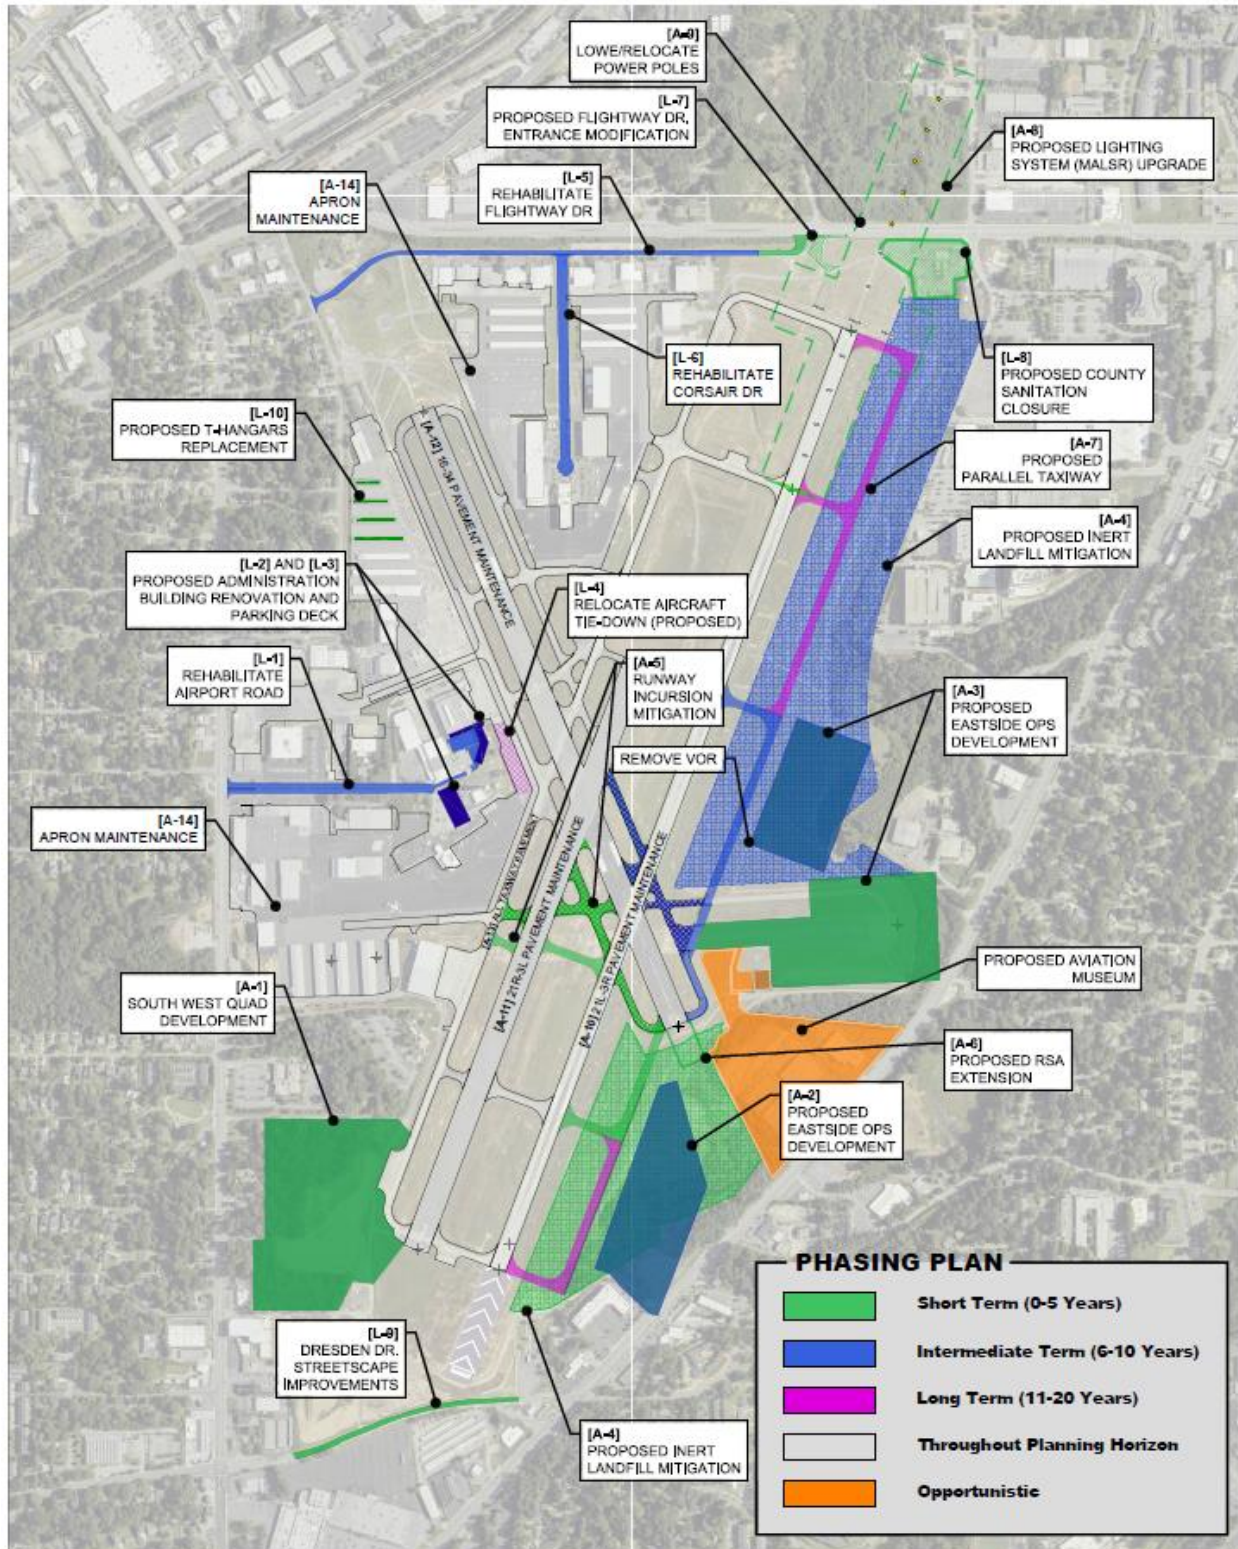 [A-9]
LOWE/RELOCATE
POWER POLES
[L-7]
PROPOSED FLIGHTWAY DR,
ENTRANCE MODIFICATION
[A-8]
PROPOSED LIGHTING
SYSTEM (MALSR) UPGRADE
[L-5]
REHABILITATE
FLIGHTWAY DR
[A-14]
APRON
MAINTENANCE
[L-6]
REHABILITATE
CORSAIR DR
[L-8]
PROPOSED COUNTY
SANITATION
CLOSURE
[L-10]
PROPOSED T-HANGARS
REPLACEMENT
[A-12] 16-34 PAVEMENT MAINTENANCE
[A-7]
PROPOSED
PARALLEL TAXIWAY
[A-4]
PROPOSED INERT
LANDFILL MITIGATION
[L-2] AND [L-3]
PROPOSED ADMINISTRATION
BUILDING RENOVATION AND
PARKING DECK
[L-4]
RELOCATE AIRCRAFT
TIE-DOWN (PROPOSED)
[L-1]
REHABILITATE
AIRPORT ROAD
[A-5]
RUNWAY
INCURSION
MITIGATION
[A-3]
PROPOSED
EASTSIDE OPS
DEVELOPMENT
REMOVE VOR
[A-14]
APRON MAINTENANCE
[A-13] ALL TAXIWAY PAVEMENT
[A-11] 21R-3L PAVEMENT MAINTENANCE
[A-10] 21L-3R PAVEMENT MAINTENANCE
PROPOSED AVIATION
MUSEUM
[A-1]
SOUTH WEST QUAD
DEVELOPMENT
[A-6]
PROPOSED RSA
EXTENSION
[A-2]
PROPOSED
EASTSIDE OPS
DEVELOPMENT
[L-9]
DRESDEN DR.
STREETSCAPE
IMPROVEMENTS
[A-4]
PROPOSED INERT
LANDFILL MITIGATION
PHASING PLAN
Short Term (0-5 Years)
Intermediate Term (6-10 Years)
Long Term (11-20 Years)
Throughout Planning Horizon
Opportunistic